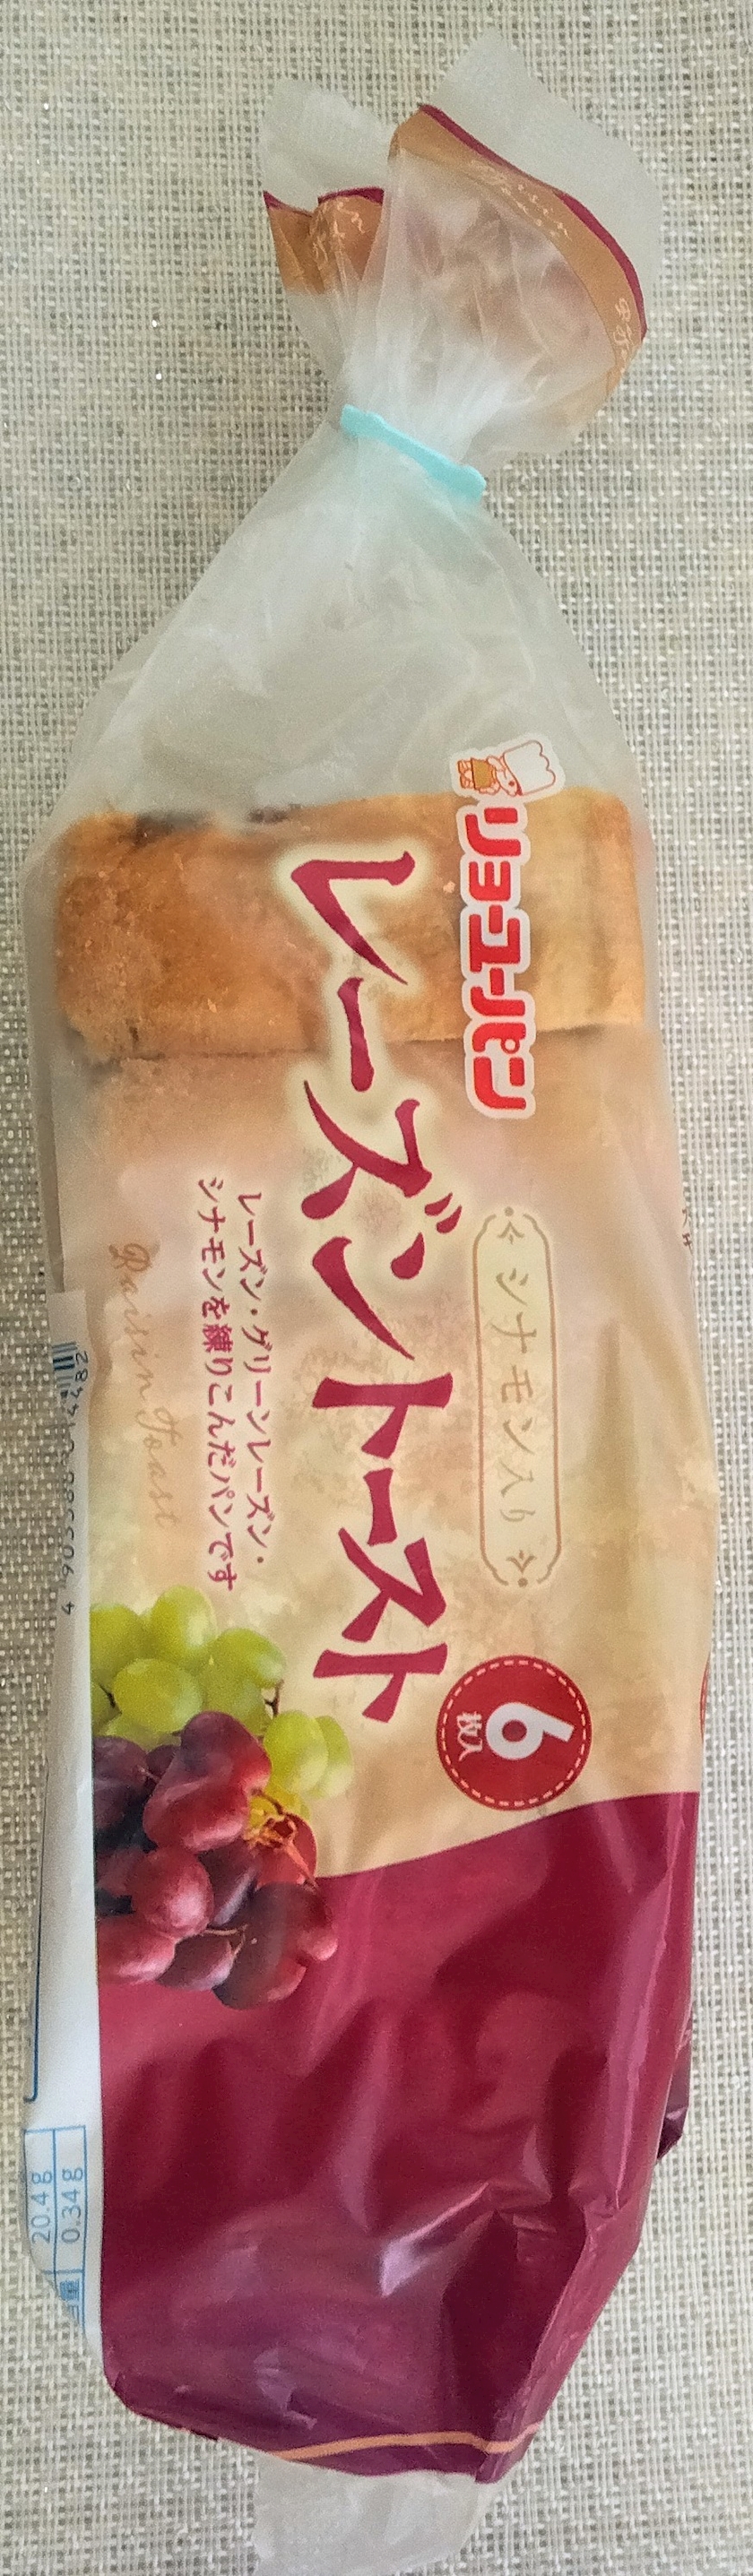 リョーユーパン
シナモン入り
レーズントースト
レーズン・グリーンレーズン・
シナモンを練りこんだパンです
Raisin Toast
6
枚入
20.4g
0.34g